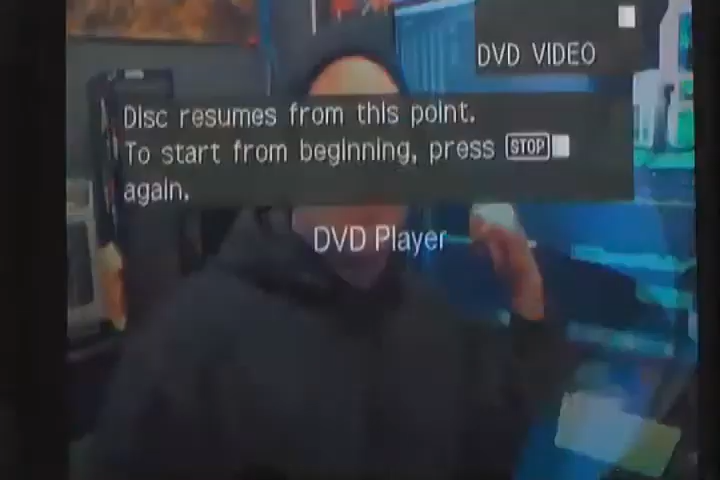 DVD VIDEO
Disc resumes from this point.
To start from beginning, press STOP
again.
DVD Player